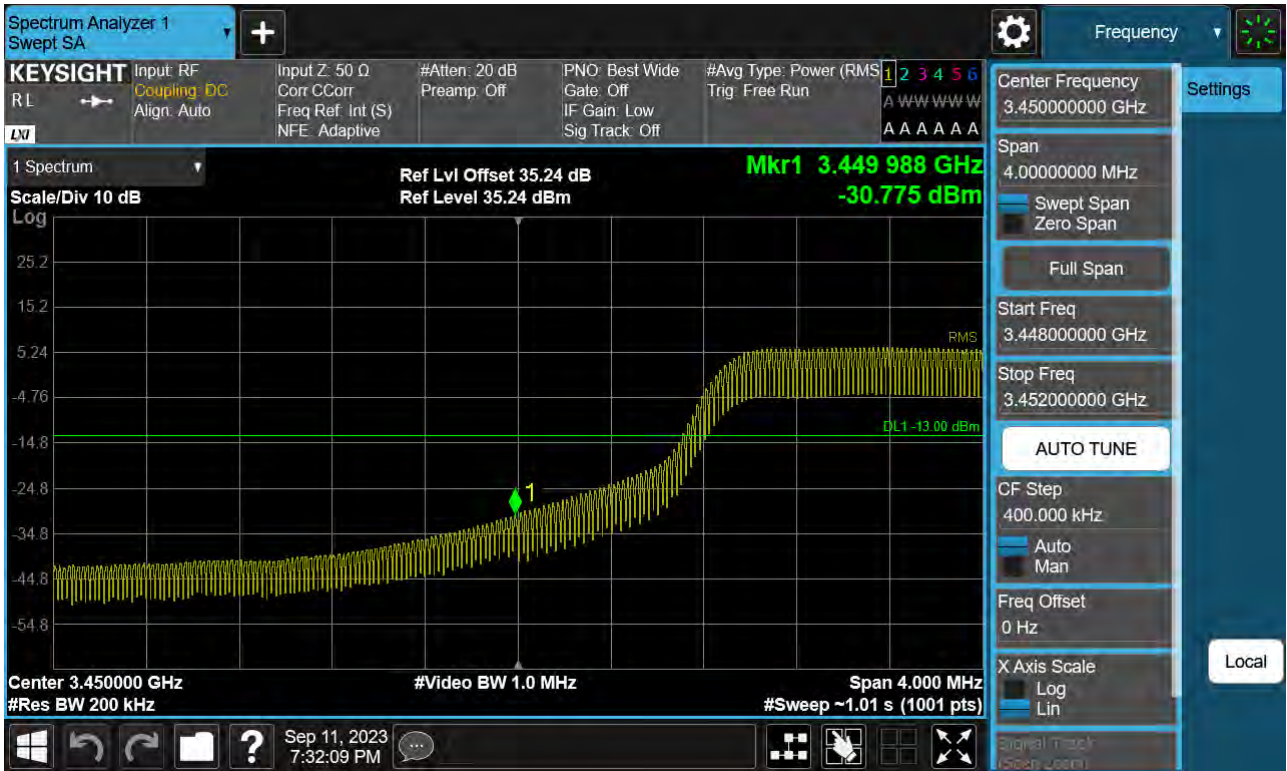 Spectrum Analyzer 1
Swept SA
Frequency
KEYSIGHT
RL
LXI
Input: RF
Coupling: DC
Align: Auto
Input Z: 50 Ω
Corr CCorr
Freq Ref: Int (S)
NFE: Adaptive
#Atten: 20 dB
Preamp: Off
PNO: Best Wide
Gate: Off
IF Gain: Low
Sig Track: Off
#Avg Type: Power (RMS
Trig: Free Run
1 2 3 4 5 6
A W W W W W
A A A A A A
1 Spectrum
Scale/Div 10 dB
Log
Ref Lvl Offset 35.24 dB
Ref Level 35.24 dBm
Mkr1 3.449 988 GHz
-30.775 dBm
25.2
15.2
5.24
-4.76
-14.8
-24.8
-34.8
-44.8
-54.8
RMS
DL1 -13.00 dBm
1
Center 3.450000 GHz
#Res BW 200 kHz
#Video BW 1.0 MHz
Span 4.000 MHz
#Sweep ~1.01 s (1001 pts)
Center Frequency
3.450000000 GHz
Settings
Span
4.00000000 MHz
Swept Span
Zero Span
Full Span
Start Freq
3.448000000 GHz
Stop Freq
3.452000000 GHz
AUTO TUNE
CF Step
400.000 kHz
Auto
Man
Freq Offset
0 Hz
X Axis Scale
Log
Lin
Local
Signal Track
(Span Zoom)
?
Sep 11, 2023
7:32:09 PM